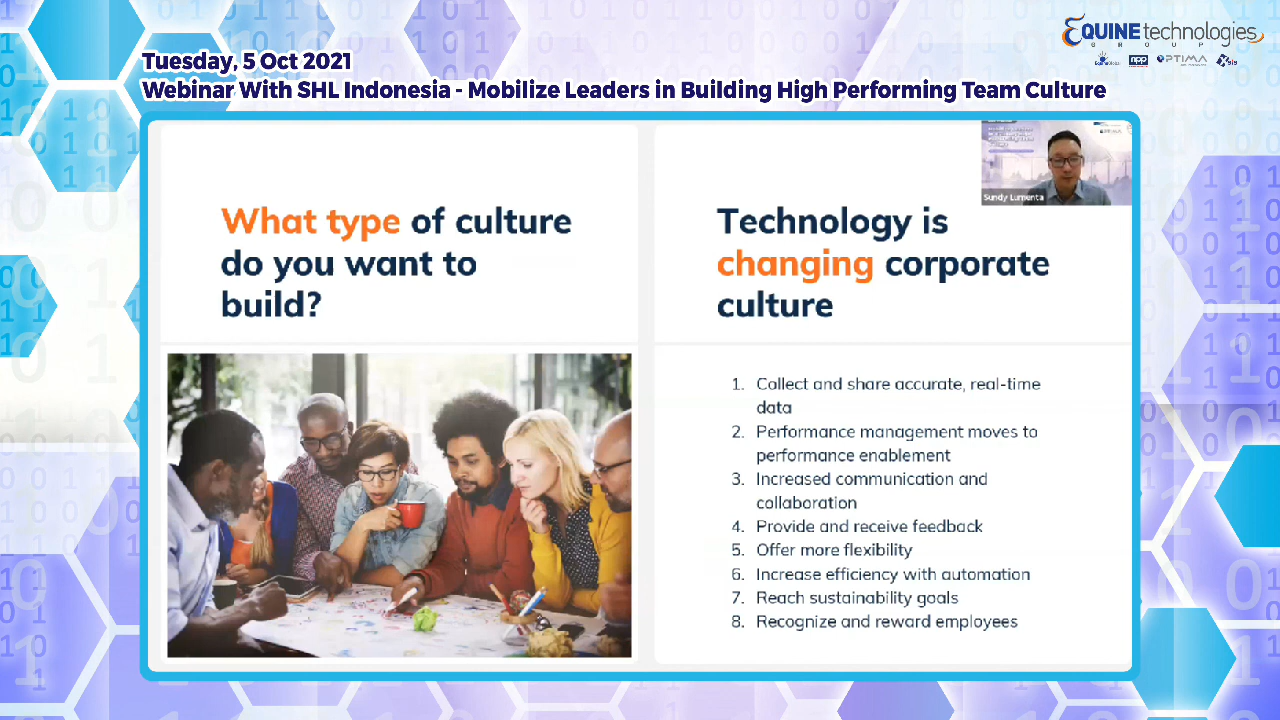 EQUINE technologies
GROUP
OPTIMA
Tuesday, 5 Oct 2021
Webinar With SHL Indonesia - Mobilize Leaders in Building High Performing Team Culture
Sundy Lumenta
What type of culture
do you want to
build?
Technology is
changing corporate
culture
1. Collect and share accurate, real-time
data
2. Performance management moves to
performance enablement
3. Increased communication and
collaboration
4. Provide and receive feedback
5. Offer more flexibility
6. Increase efficiency with automation
7. Reach sustainability goals
8. Recognize and reward employees